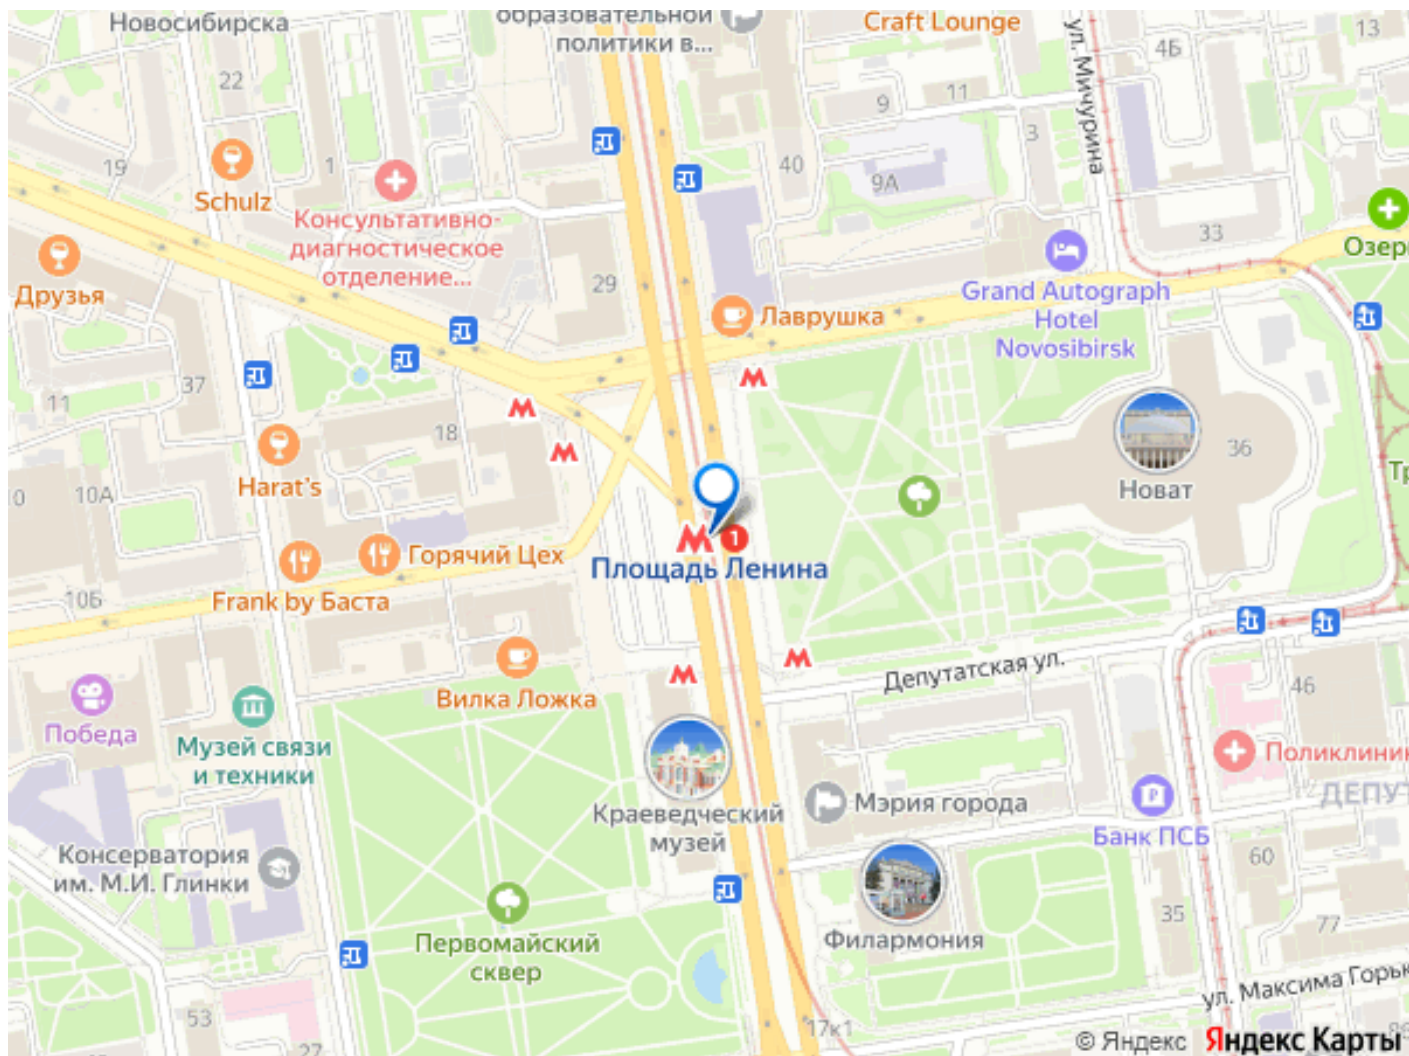 Новосибирска
образовательной
политики в...
Craft Lounge
ул. Мичурина
4Б
13
22
9
11
3
19
1
40
9А
Schulz
Консультативно-
диагностическое
отделение...
33
Друзья
29
Лаврушка
Grand Autograph
Hotel
Novosibirsk
37
11
18
36
10А
Harat's
Новат
М
1
Площадь Ленина
Горячий Цех
10Б
Frank by Баста
Вилка Ложка
Депутатская ул.
46
Победа
Музей связи
и техники
Краеведческий
музей
Мэрия города
Банк ПСБ
Консерватория
им. М.И. Глинки
60
Первомайский
сквер
Филармония
35
77
ул. Максима Горьк
53
27
17к1
© Яндекс Яндекс Карты